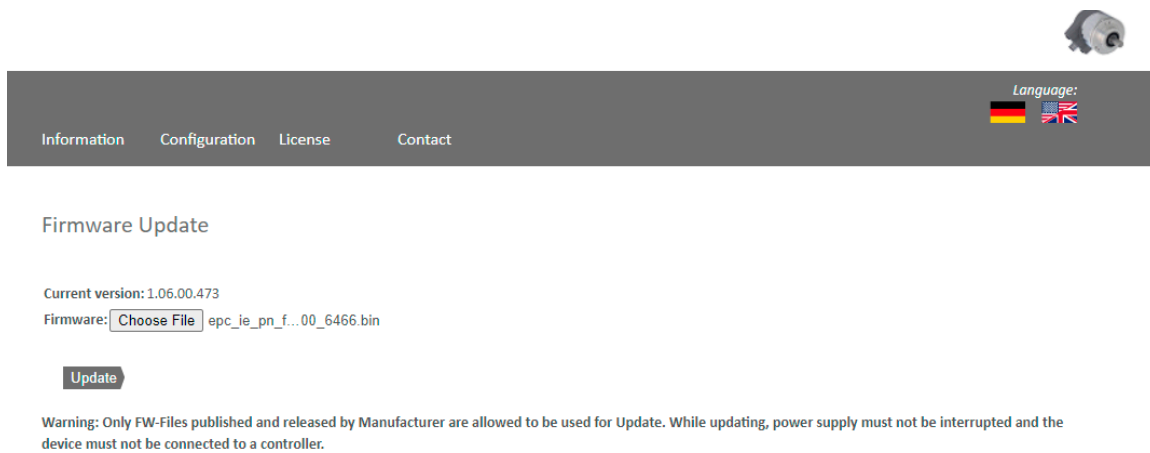 Language:
Information Configuration License Contact
Firmware Update
Current version: 1.06.00.473
Firmware: Choose File epc_ie_pn_f...00_6466.bin
Update
Warning: Only FW-Files published and released by Manufacturer are allowed to be used for Update. While updating, power supply must not be interrupted and the
device must not be connected to a controller.